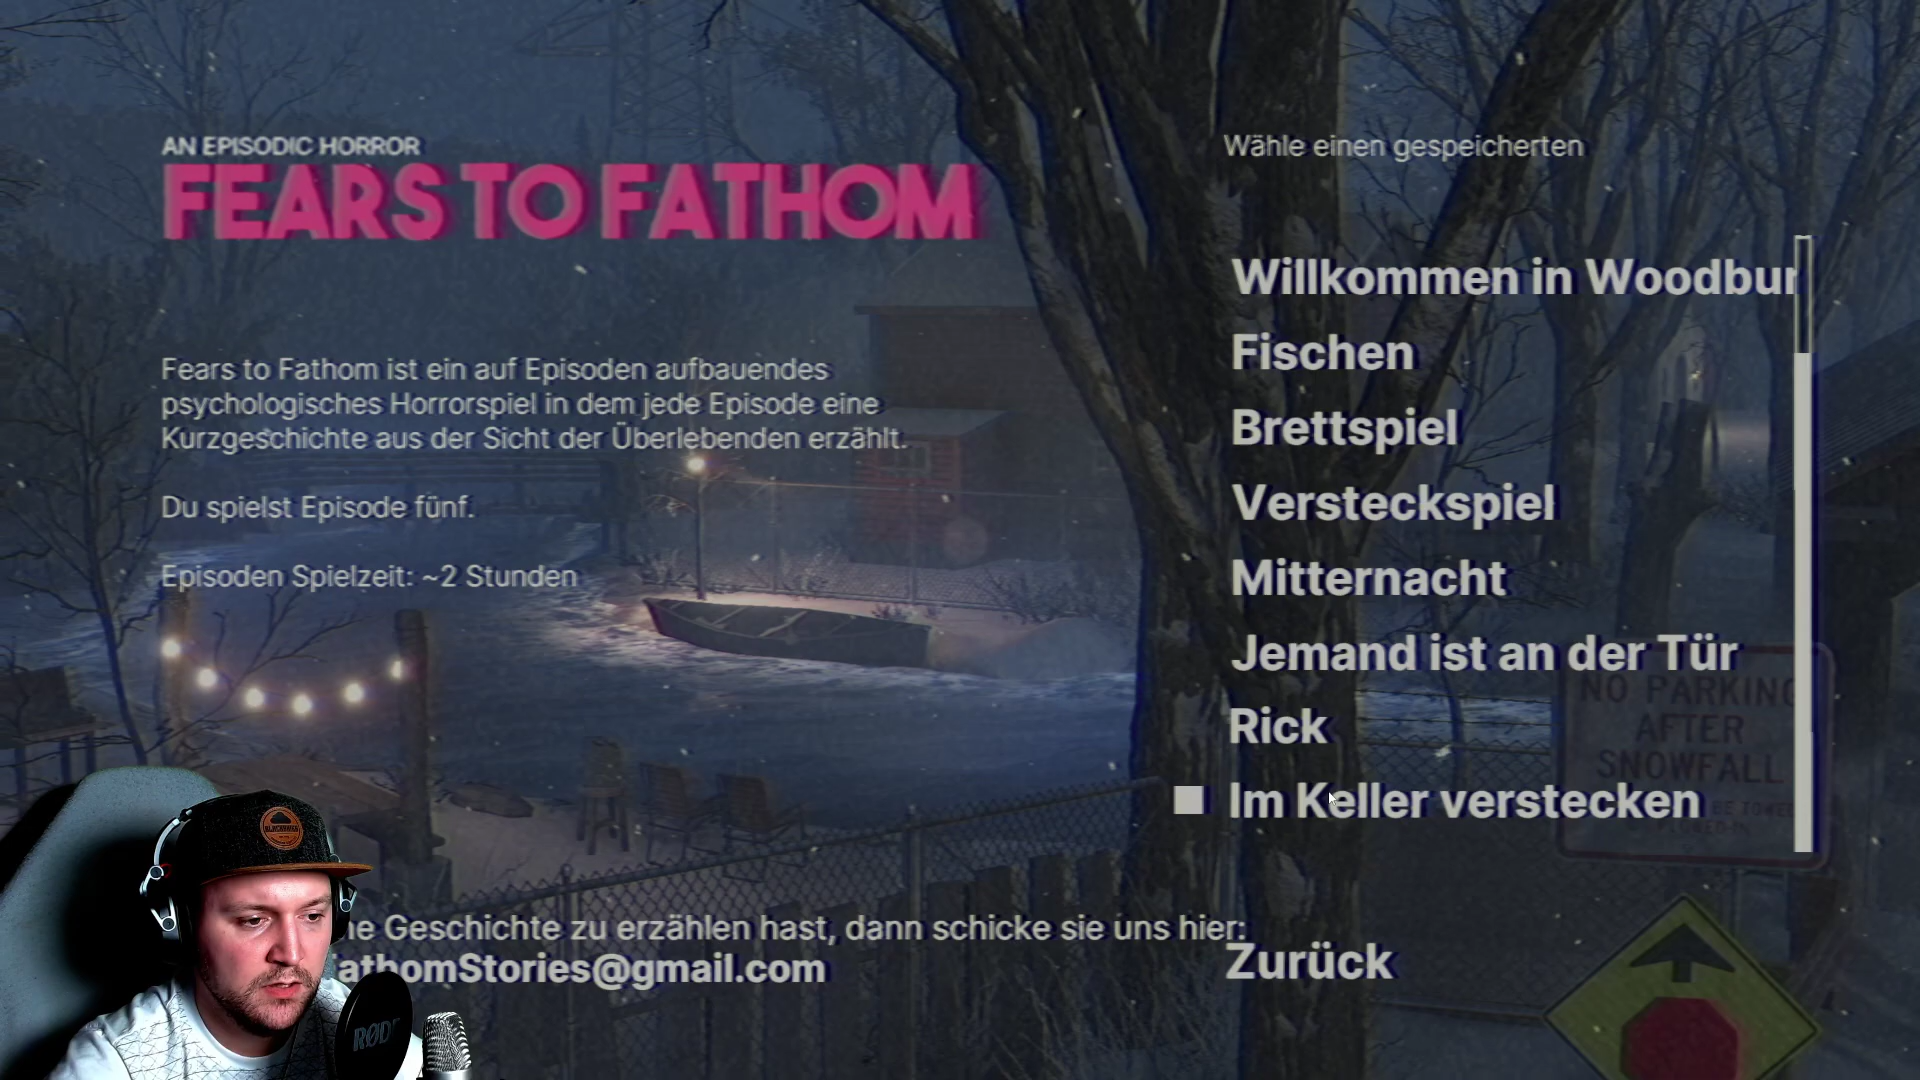 AN EPISODIC HORROR
FEARS TO FATHOM
Fears to Fathom ist ein auf Episoden aufbauendes
psychologisches Horrorspiel in dem jede Episode eine
Kurzgeschichte aus der Sicht der Überlebenden erzählt.
Du spielst Episode fünf.
Episoden Spielzeit: ~2 Stunden
Geschichte zu erzählen hast, dann schicke sie uns hier:
athomStories@gmail.com
RØDE
Wähle einen gespeicherten
Willkommen in Woodbur
Fischen
Brettspiel
Versteckspiel
Mitternacht
Jemand ist an der Tür
Rick
Im Keller verstecken
Zurück
NO PARKING
AFTER
SNOWFALL